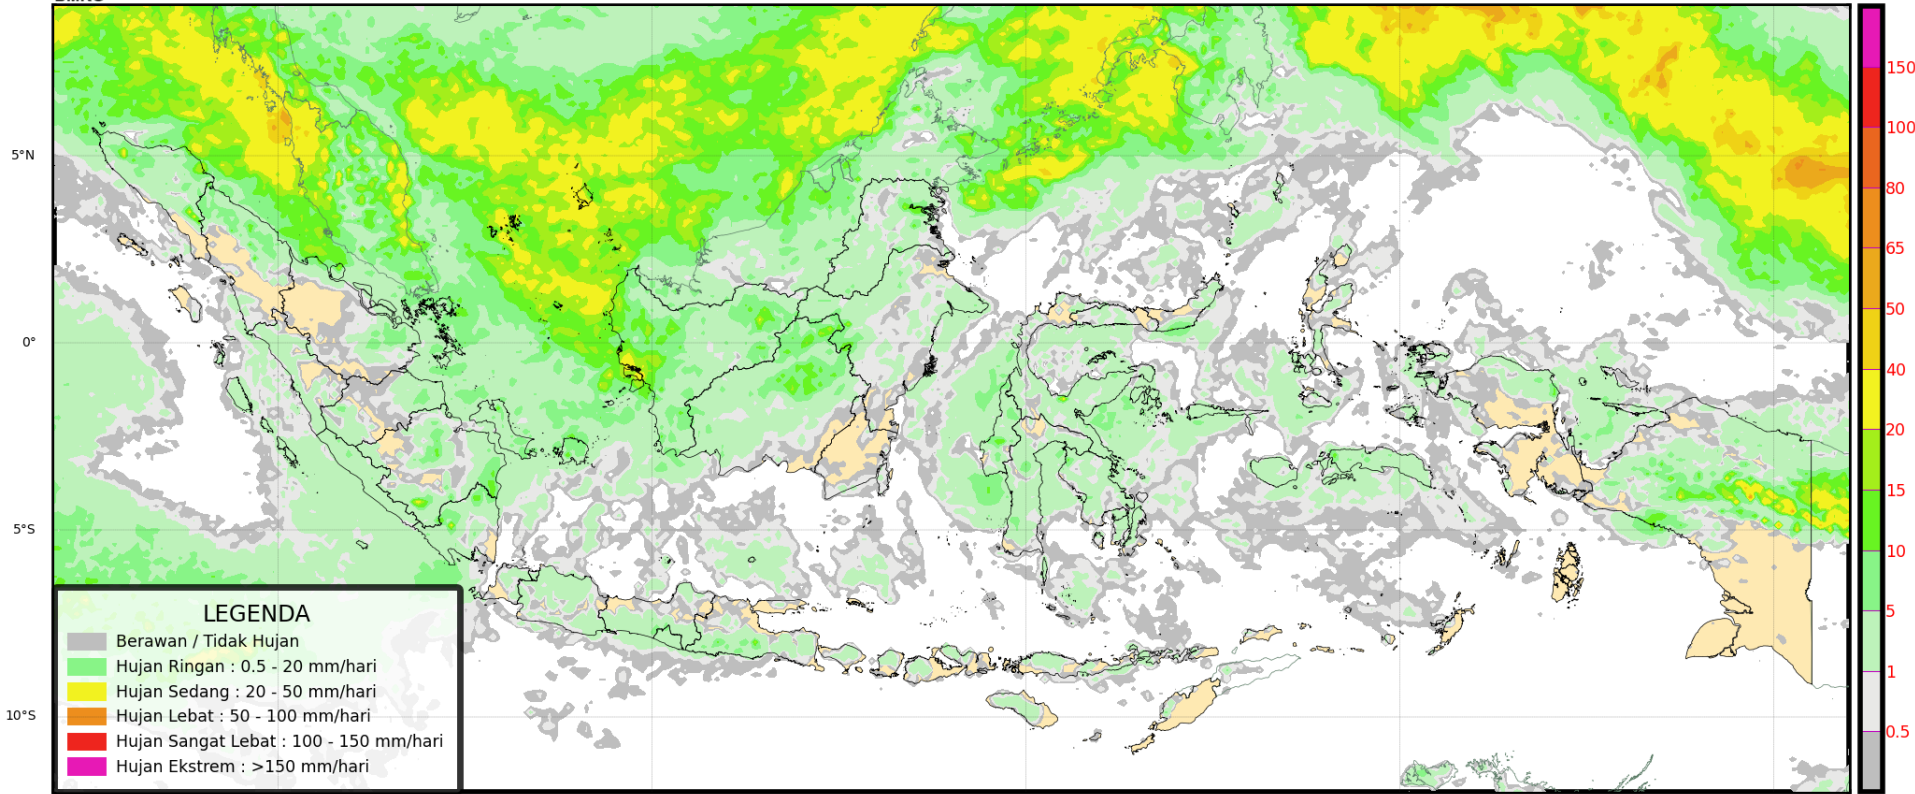 5°N
0°
5°S
10°S
LEGENDA
Berawan / Tidak Hujan
Hujan Ringan : 0.5 - 20 mm/hari
Hujan Sedang : 20 - 50 mm/hari
Hujan Lebat : 50 - 100 mm/hari
Hujan Sangat Lebat : 100 - 150 mm/hari
Hujan Ekstrem : >150 mm/hari
150
100
80
65
50
40
20
15
10
5
1
0.5